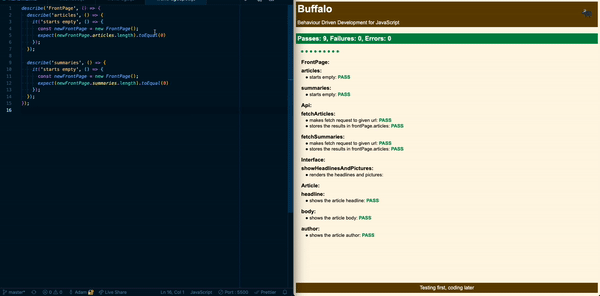 1 describe("FrontPage", () => {
2 describe("articles", () => {
3 it("starts empty", () => {
4 const newFrontPage = new FrontPage();
5 expect(newFrontPage.articles.length).toEqual(0)
6 });
7 });
8
9 describe("summaries", () => {
10 it("starts empty", () => {
11 const newFrontPage = new FrontPage();
12 expect(newFrontPage.summaries.length).toEqual(0)
13 });
14 });
15 });
16
master* 0 0 Adam Live Share Ln 16, Col 1 JavaScript Port : 5000 Prettier
Buffalo
Behaviour Driven Development for JavaScript
Passes: 9, Failures: 0, Errors: 0
FrontPage:
articles:
• starts empty: PASS
summaries:
• starts empty: PASS
Api:
fetchArticles:
• makes fetch request to given url: PASS
• stores the results in frontPage.articles: PASS
fetchSummaries:
• makes fetch request to given url: PASS
• stores the results in frontPage.articles: PASS
Interface:
showHeadlinesAndPictures:
• renders the headlines and pictures:
Article:
headline:
• shows the article headline: PASS
body:
• shows the article body: PASS
author:
• shows the article author: PASS
Testing first, coding later